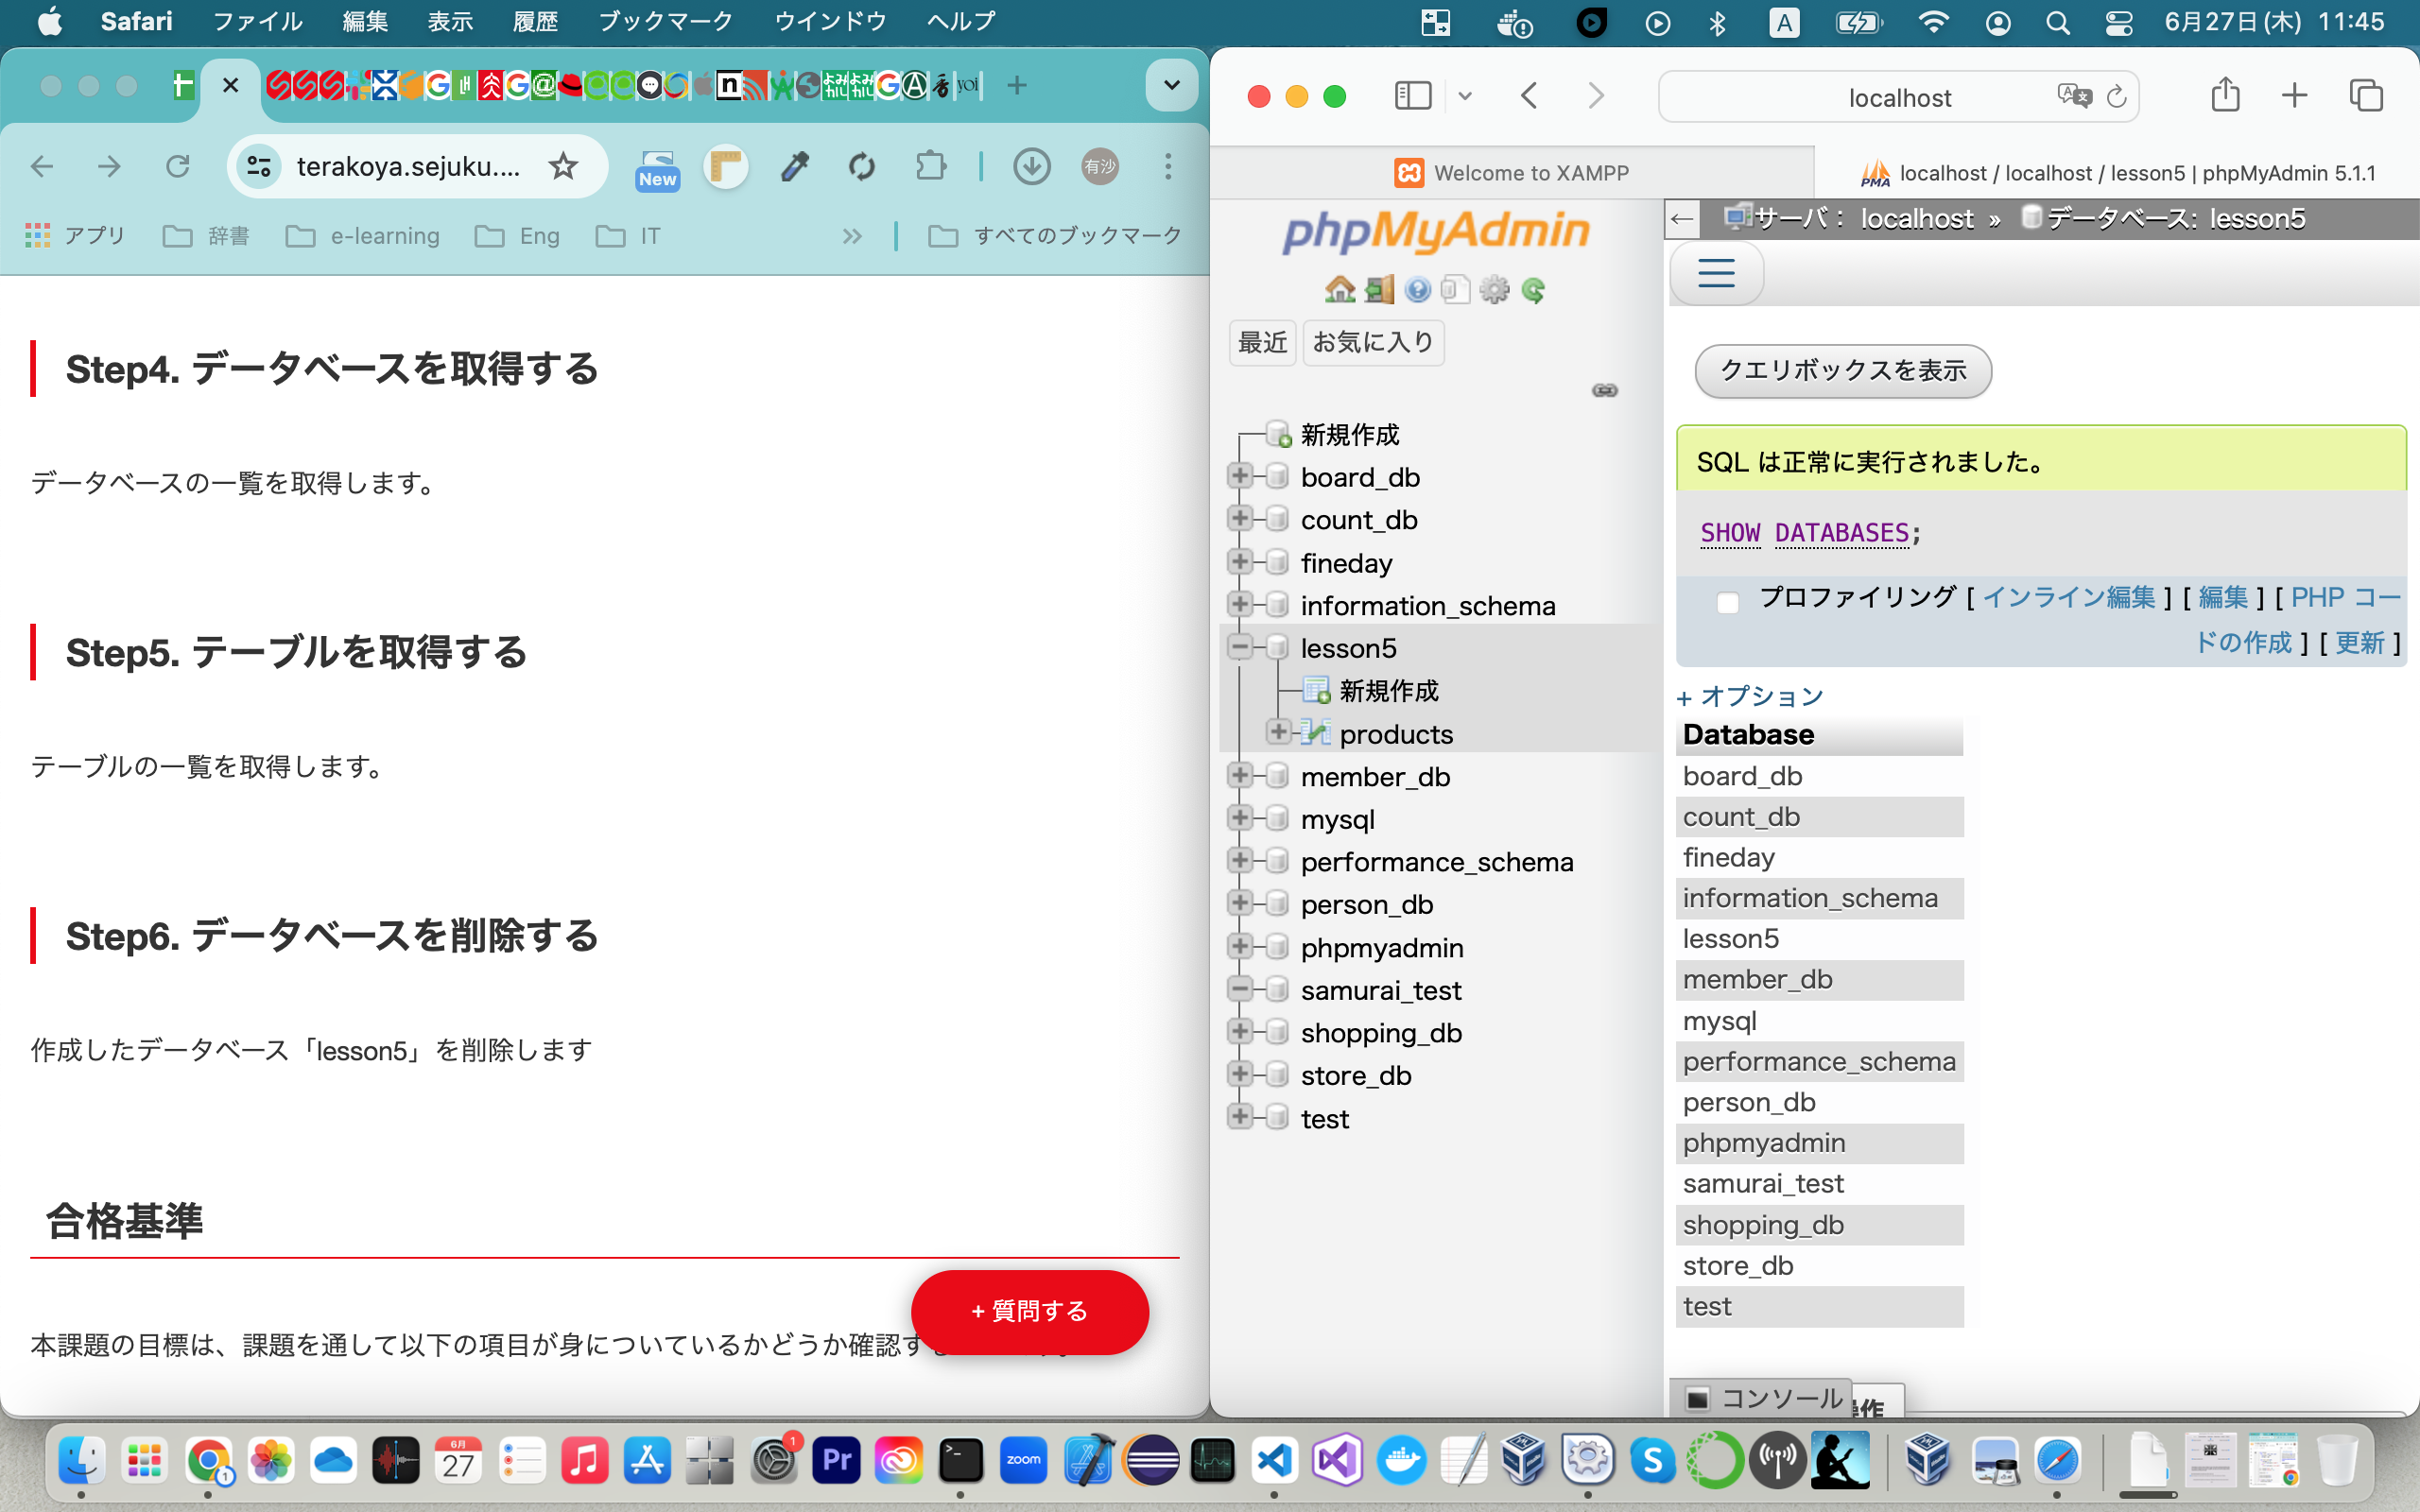 Safari ファイル 編集 表示 履歴 ブックマーク ウインドウ ヘルプ
A 6月27日(木) 11:45
terakoya.sejuku....
New
有沙
アプリ 辞書 e-learning Eng IT » すべてのブックマーク
Step4. データベースを取得する
データベースの一覧を取得します。
Step5. テーブルを取得する
テーブルの一覧を取得します。
Step6. データベースを削除する
作成したデータベース「lesson5」を削除します
合格基準
+ 質問する
本課題の目標は、課題を通して以下の項目が身についているかどうか確認す
localhost
Welcome to XAMPP
localhost / localhost / lesson5 | phpMyAdmin 5.1.1
phpMyAdmin
最近 お気に入り
新規作成
board_db
count_db
fineday
information_schema
lesson5
新規作成
products
member_db
mysql
performance_schema
person_db
phpmyadmin
samurai_test
shopping_db
store_db
test
← サーバ: localhost » データベース: lesson5
クエリボックスを表示
SQL は正常に実行されました。
SHOW DATABASES;
プロファイリング [ インライン編集 ] [ 編集 ] [ PHP コー
ドの作成 ] [ 更新 ]
+ オプション
Database
board_db
count_db
fineday
information_schema
lesson5
member_db
mysql
performance_schema
person_db
phpmyadmin
samurai_test
shopping_db
store_db
test
コンソール
操作
6月
27
1
1
Pr
zoom
S